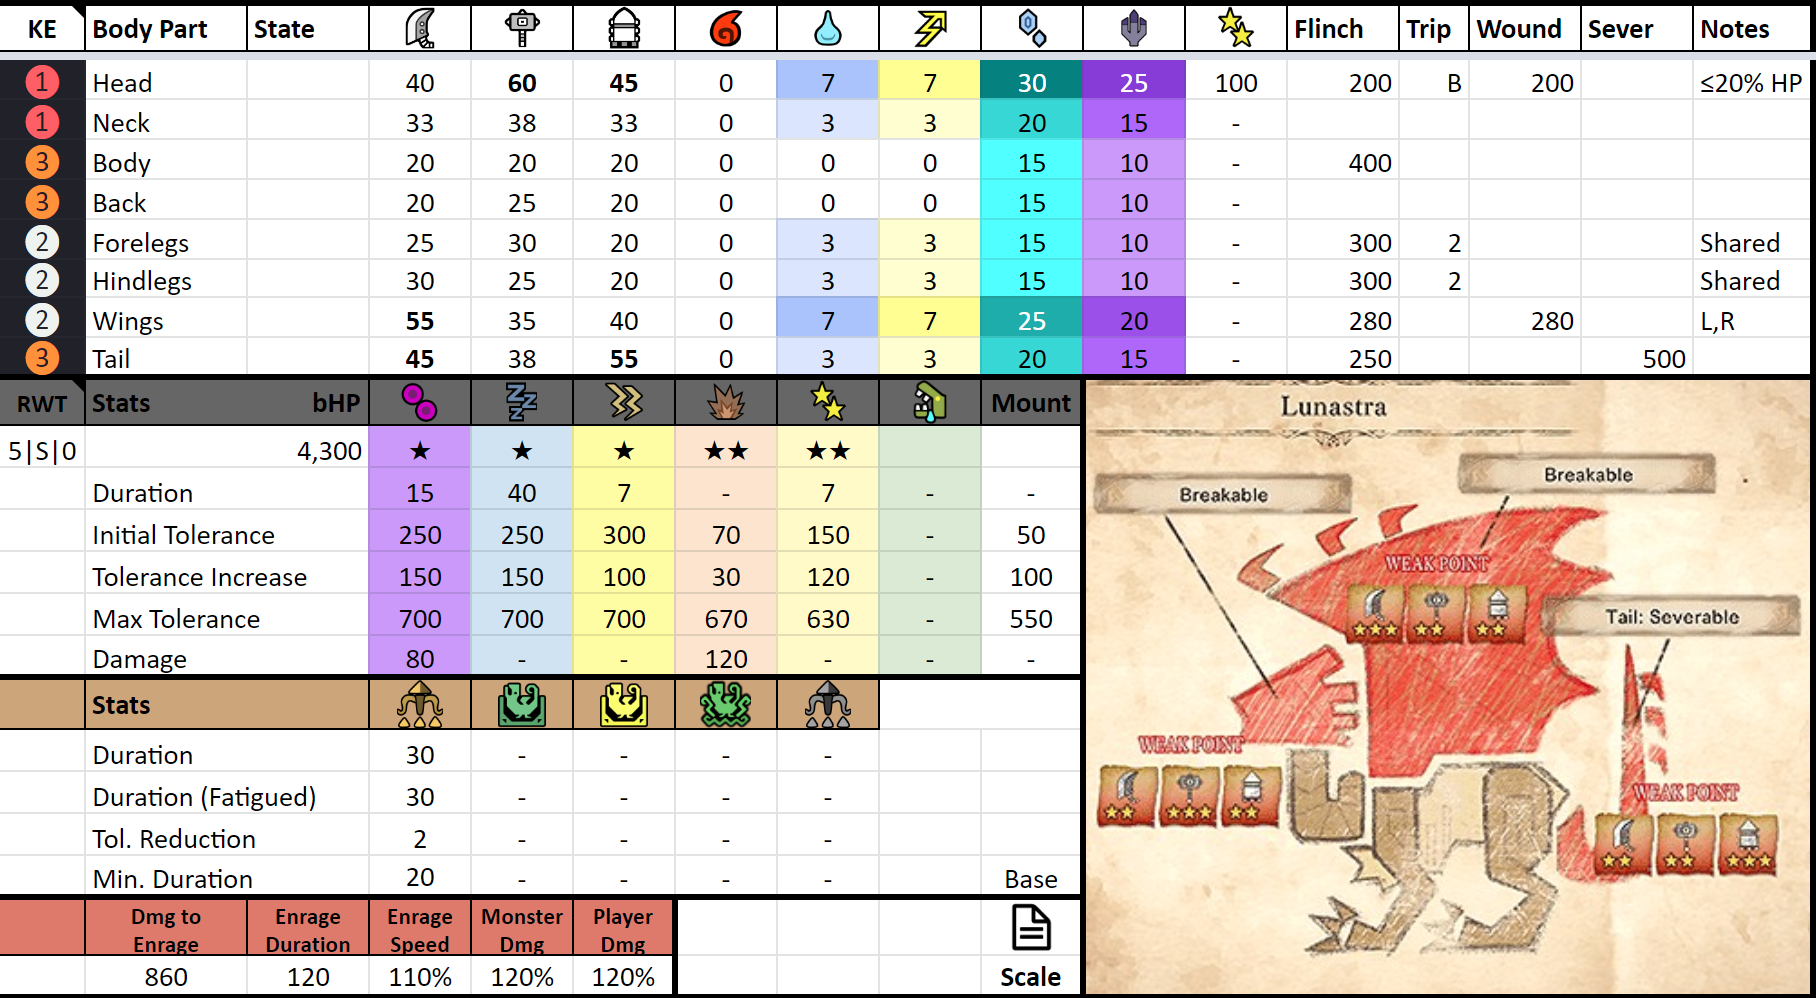 KE Body Part State Flinch Trip Wound Sever Notes
1 Head 40 60 45 0 7 7 30 25 100 200 B 200 ≤20% HP
1 Neck 33 38 33 0 3 3 20 15 -
3 Body 20 20 20 0 0 0 15 10 - 400
3 Back 20 25 20 0 0 0 15 10 -
2 Forelegs 25 30 20 0 3 3 15 10 - 300 2 Shared
2 Hindlegs 30 25 20 0 3 3 15 10 - 300 2 Shared
2 Wings 55 35 40 0 7 7 25 20 - 280 280 L,R
3 Tail 45 38 55 0 3 3 20 15 - 250 500
RWT Stats bHP Mount
5|S|0 4,300 ★ ★ ★ ★★ ★★
Duration 15 40 7 - 7 - -
Initial Tolerance 250 250 300 70 150 - 50
Tolerance Increase 150 150 100 30 120 - 100
Max Tolerance 700 700 700 670 630 - 550
Damage 80 - - 120 - - -
Stats
Duration 30 - - - -
Duration (Fatigued) 30 - - - -
Tol. Reduction 2 - - - -
Min. Duration 20 - - - - Base
Dmg to Enrage Enrage Duration Enrage Speed Monster Dmg Player Dmg
860 120 110% 120% 120% Scale
Lunastra
Breakable
Breakable
WEAK POINT
Tail: Severable
WEAK POINT
WEAK POINT